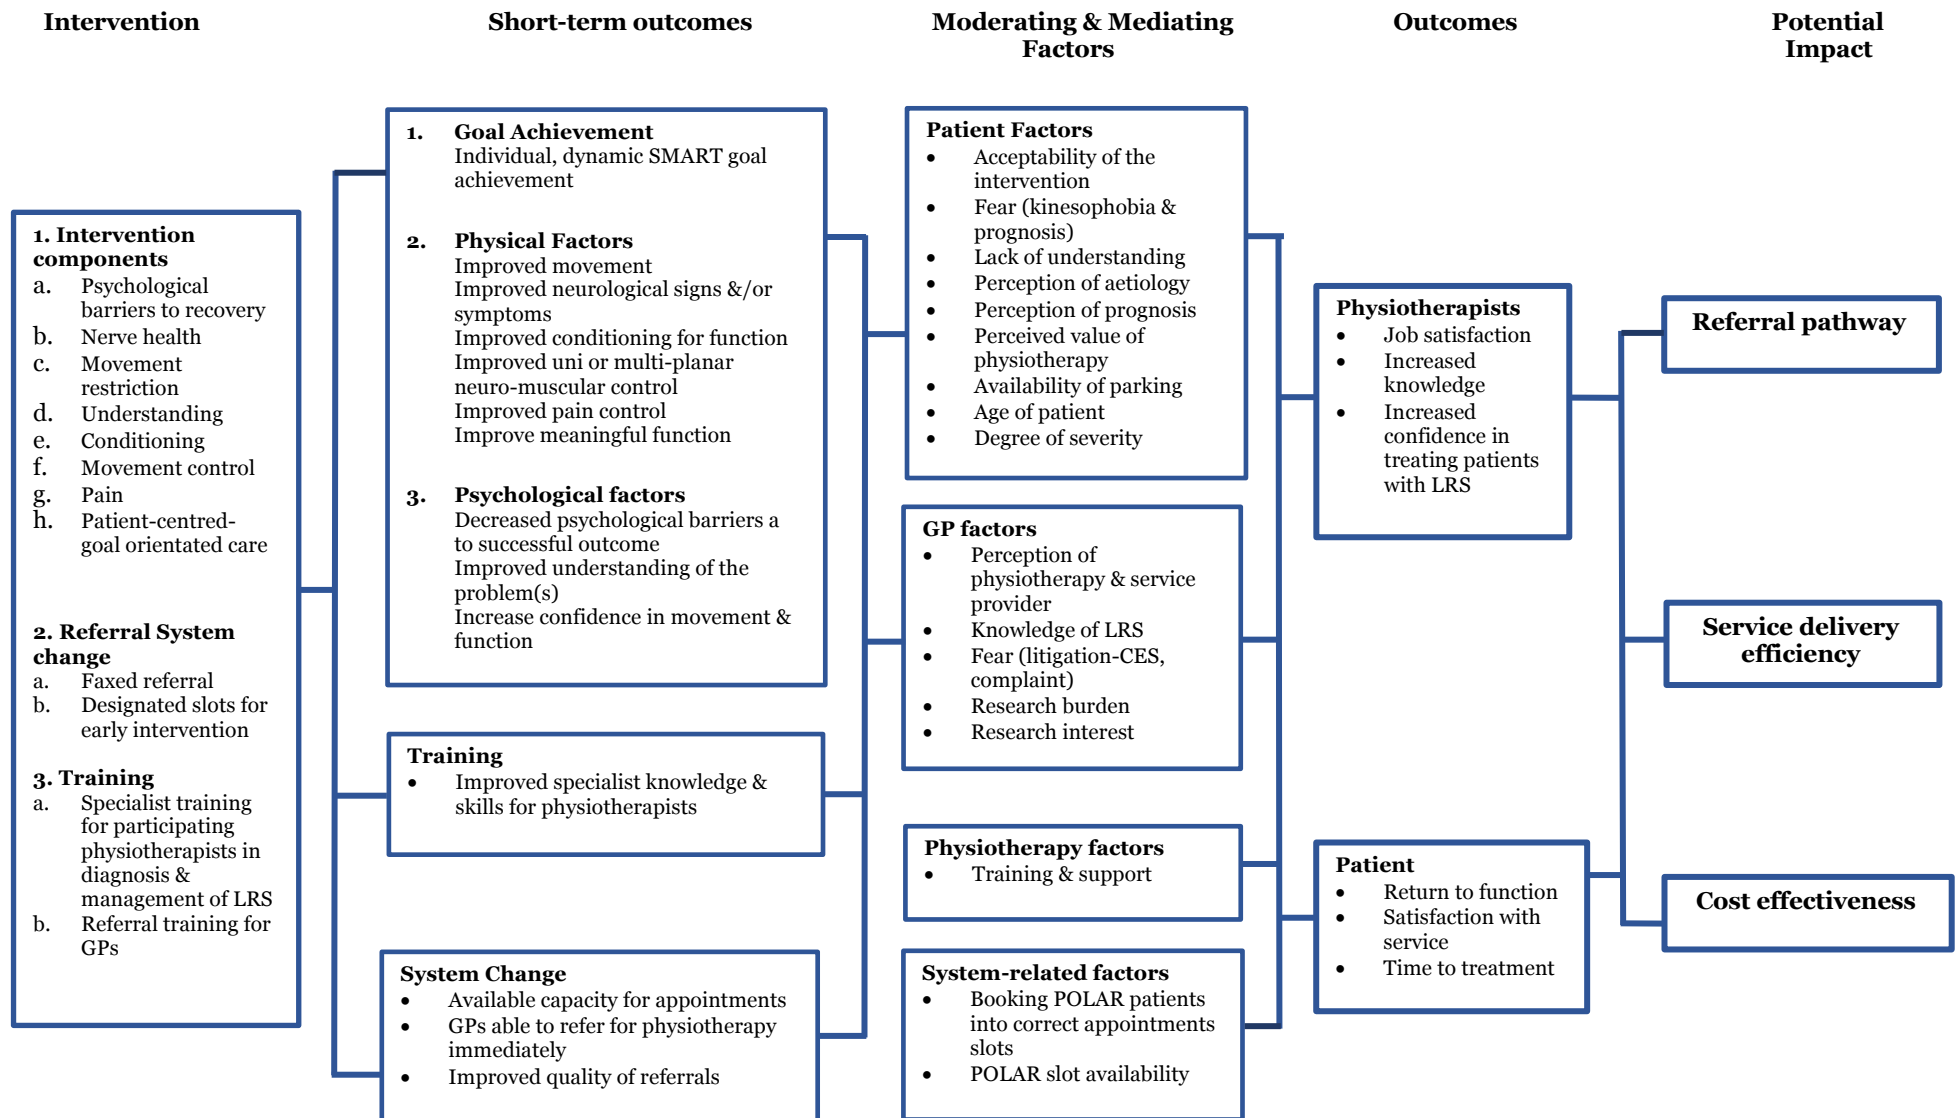 Intervention
Short-term outcomes
Moderating & Mediating
Factors
Outcomes
Potential
Impact
1. Intervention
components
a. Psychological
barriers to recovery
b. Nerve health
c. Movement
restriction
d. Understanding
e. Conditioning
f. Movement control
g. Pain
h. Patient-centred-
goal orientated care
2. Referral System
change
a. Faxed referral
b. Designated slots for
early intervention
3. Training
a. Specialist training
for participating
physiotherapists in
diagnosis &
management of LRS
b. Referral training for
GPs
1. Goal Achievement
Individual, dynamic SMART goal
achievement
2. Physical Factors
Improved movement
Improved neurological signs &/or
symptoms
Improved conditioning for function
Improved uni or multi-planar
neuro-muscular control
Improved pain control
Improve meaningful function
3. Psychological factors
Decreased psychological barriers a
to successful outcome
Improved understanding of the
problem(s)
Increase confidence in movement &
function
Training
• Improved specialist knowledge &
skills for physiotherapists
System Change
• Available capacity for appointments
• GPs able to refer for physiotherapy
immediately
• Improved quality of referrals
Patient Factors
• Acceptability of the
intervention
• Fear (kinesophobia &
prognosis)
• Lack of understanding
• Perception of aetiology
• Perception of prognosis
• Perceived value of
physiotherapy
• Availability of parking
• Age of patient
• Degree of severity
GP factors
• Perception of
physiotherapy & service
provider
• Knowledge of LRS
• Fear (litigation-CES,
complaint)
• Research burden
• Research interest
Physiotherapy factors
• Training & support
System-related factors
• Booking POLAR patients
into correct appointments
slots
• POLAR slot availability
Physiotherapists
• Job satisfaction
• Increased
knowledge
• Increased
confidence in
treating patients
with LRS
Patient
• Return to function
• Satisfaction with
service
• Time to treatment
Referral pathway
Service delivery
efficiency
Cost effectiveness